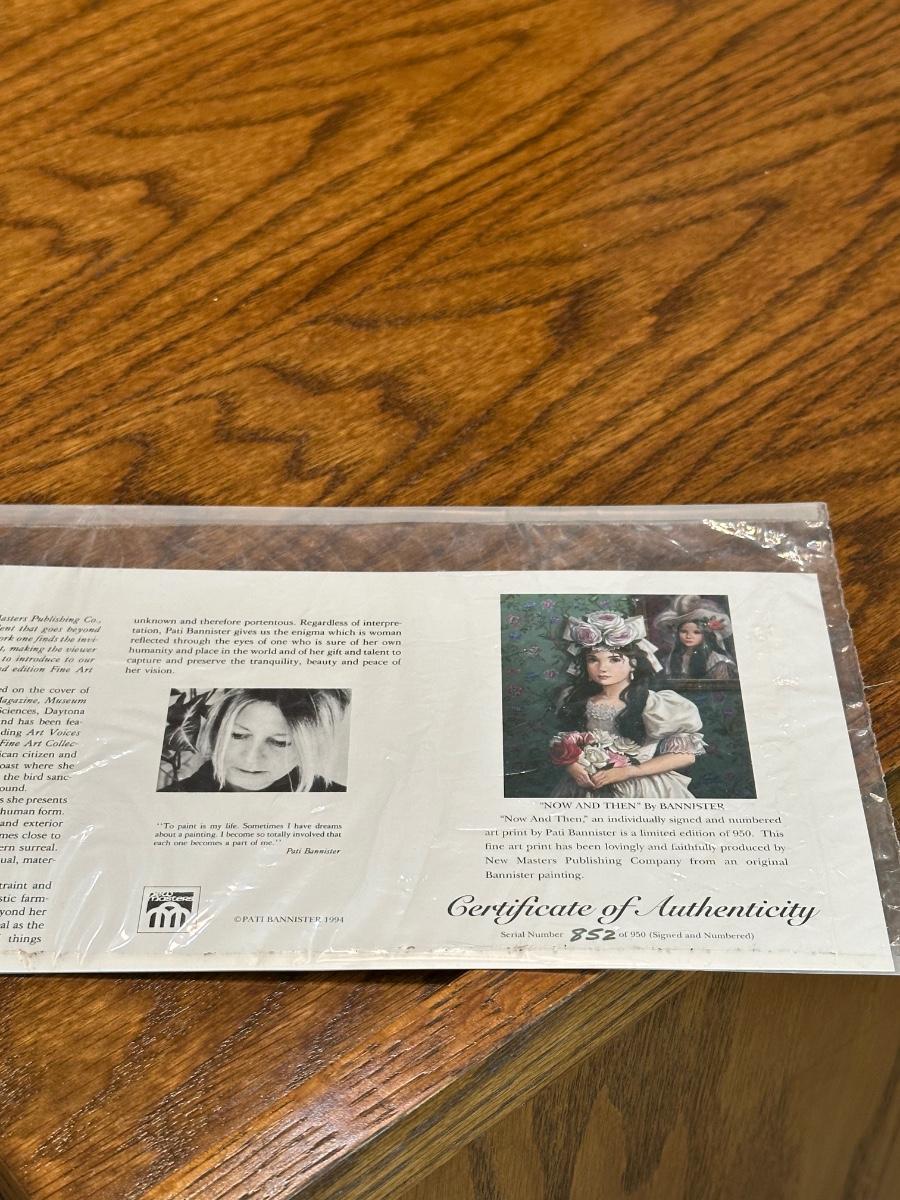 asters Publishing Co.,
ent that goes beyond
ork one finds the invi-
t, making the viewer
to introduce to our
d edition Fine Art
ed on the cover of
Magazine, Museum
Sciences, Daytona
nd has been fea-
ding Art Voices
Fine Art Collec-
ican citizen and
oast where she
the bird sanc-
ound.
s she presents
human form.
and exterior
mes close to
ern surreal.
ual, mater-
traint and
stic farm-
yond her
al as the
things
unknown and therefore portentous. Regardless of interpre-
tation, Pati Bannister gives us the enigma which is woman
reflected through the eyes of one who is sure of her own
humanity and place in the world and of her gift and talent to
capture and preserve the tranquility, beauty and peace of
her vision.
"To paint is my life. Sometimes I have dreams
about a painting. I become so totally involved that
each one becomes a part of me."
Pati Bannister
new
masters
©PATI BANNISTER 1994
"NOW AND THEN" By BANNISTER
"Now And Then," an individually signed and numbered
art print by Pati Bannister is a limited edition of 950. This
fine art print has been lovingly and faithfully produced by
New Masters Publishing Company from an original
Bannister painting.
Certificate of Authenticity
Serial Number 852 of 950 (Signed and Numbered)